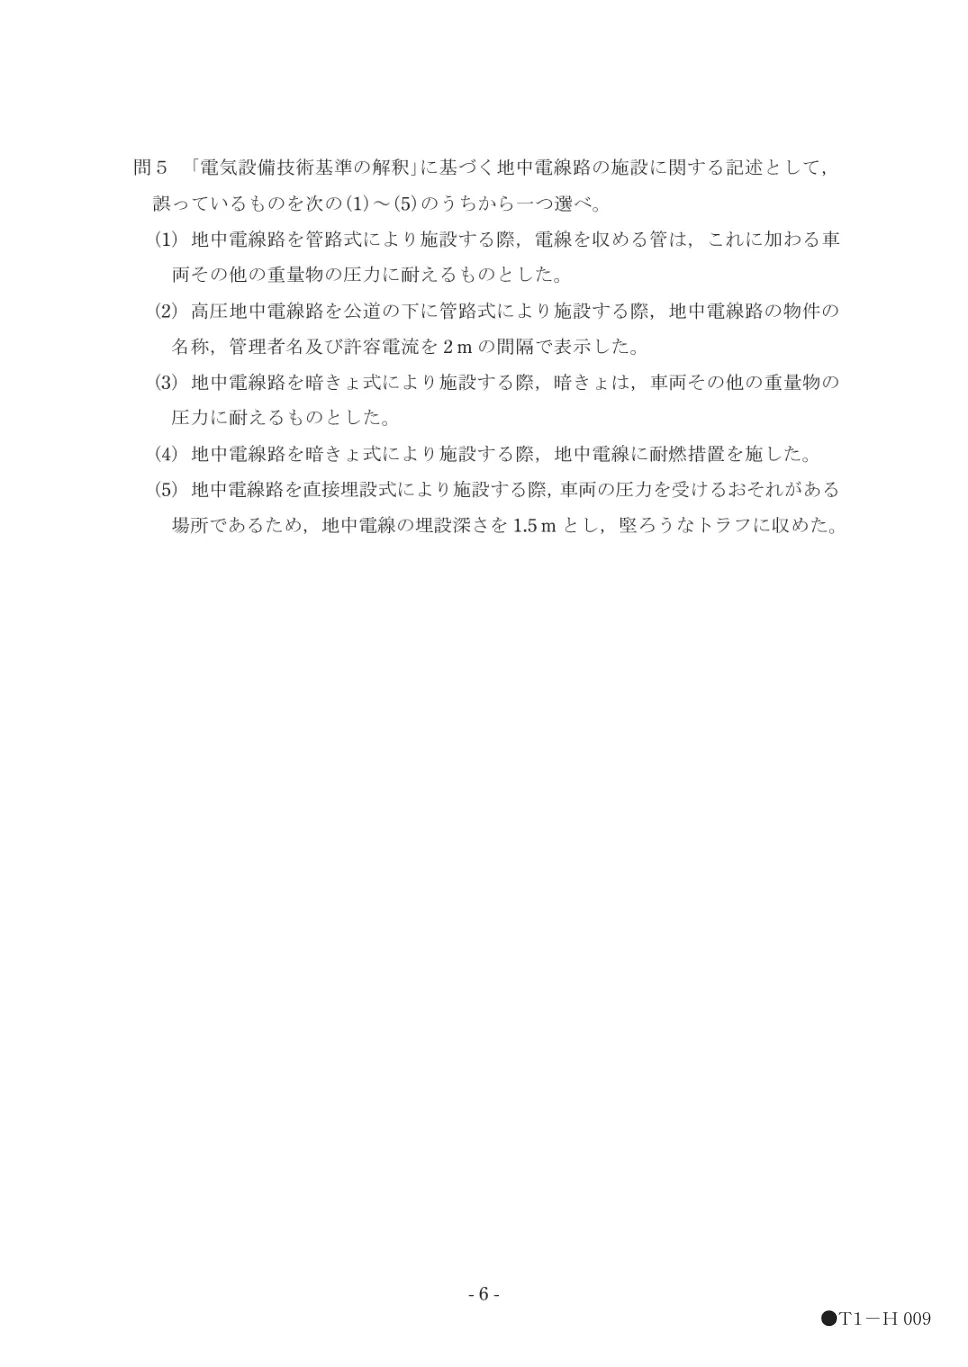 問５　「電気設備技術基準の解釈」に基づく地中電線路の施設に関する記述として，
誤っているものを次の(1)～(5)のうちから一つ選べ。
(1)　地中電線路を管路式により施設する際，電線を収める管は，これに加わる車
両その他の重量物の圧力に耐えるものとした。
(2)　高圧地中電線路を公道の下に管路式により施設する際，地中電線路の物件の
名称，管理者名及び許容電流を 2 m の間隔で表示した。
(3)　地中電線路を暗きょ式により施設する際，暗きょは，車両その他の重量物の
圧力に耐えるものとした。
(4)　地中電線路を暗きょ式により施設する際，地中電線に耐燃措置を施した。
(5)　地中電線路を直接埋設式により施設する際，車両の圧力を受けるおそれがある
場所であるため，地中電線の埋設深さを 1.5 m とし，堅ろうなトラフに収めた。
- 6 -
●T1－H 009